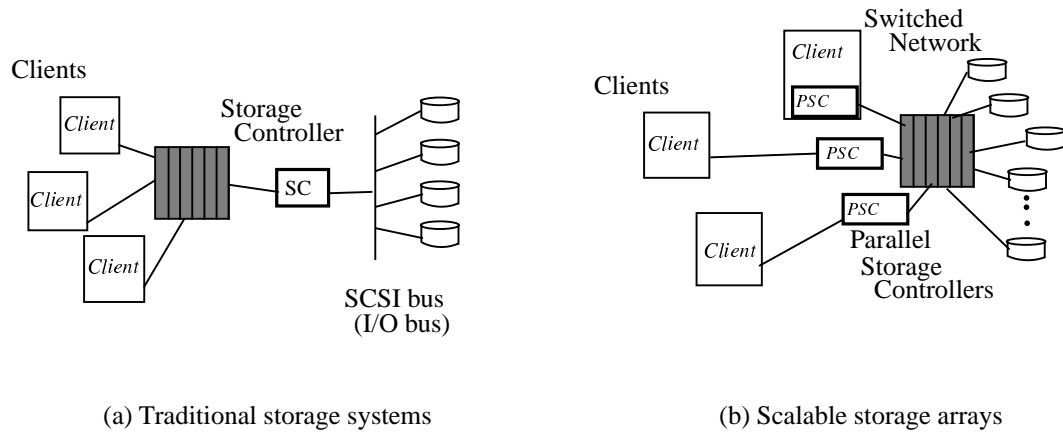 Clients
Client
Client
Client
Storage
Controller
SC
SCSI bus
(I/O bus)
(a) Traditional storage systems
Switched
Network
Clients
Client
PSC
Client
PSC
Client
PSC
Parallel
Storage
Controllers
(b) Scalable storage arrays